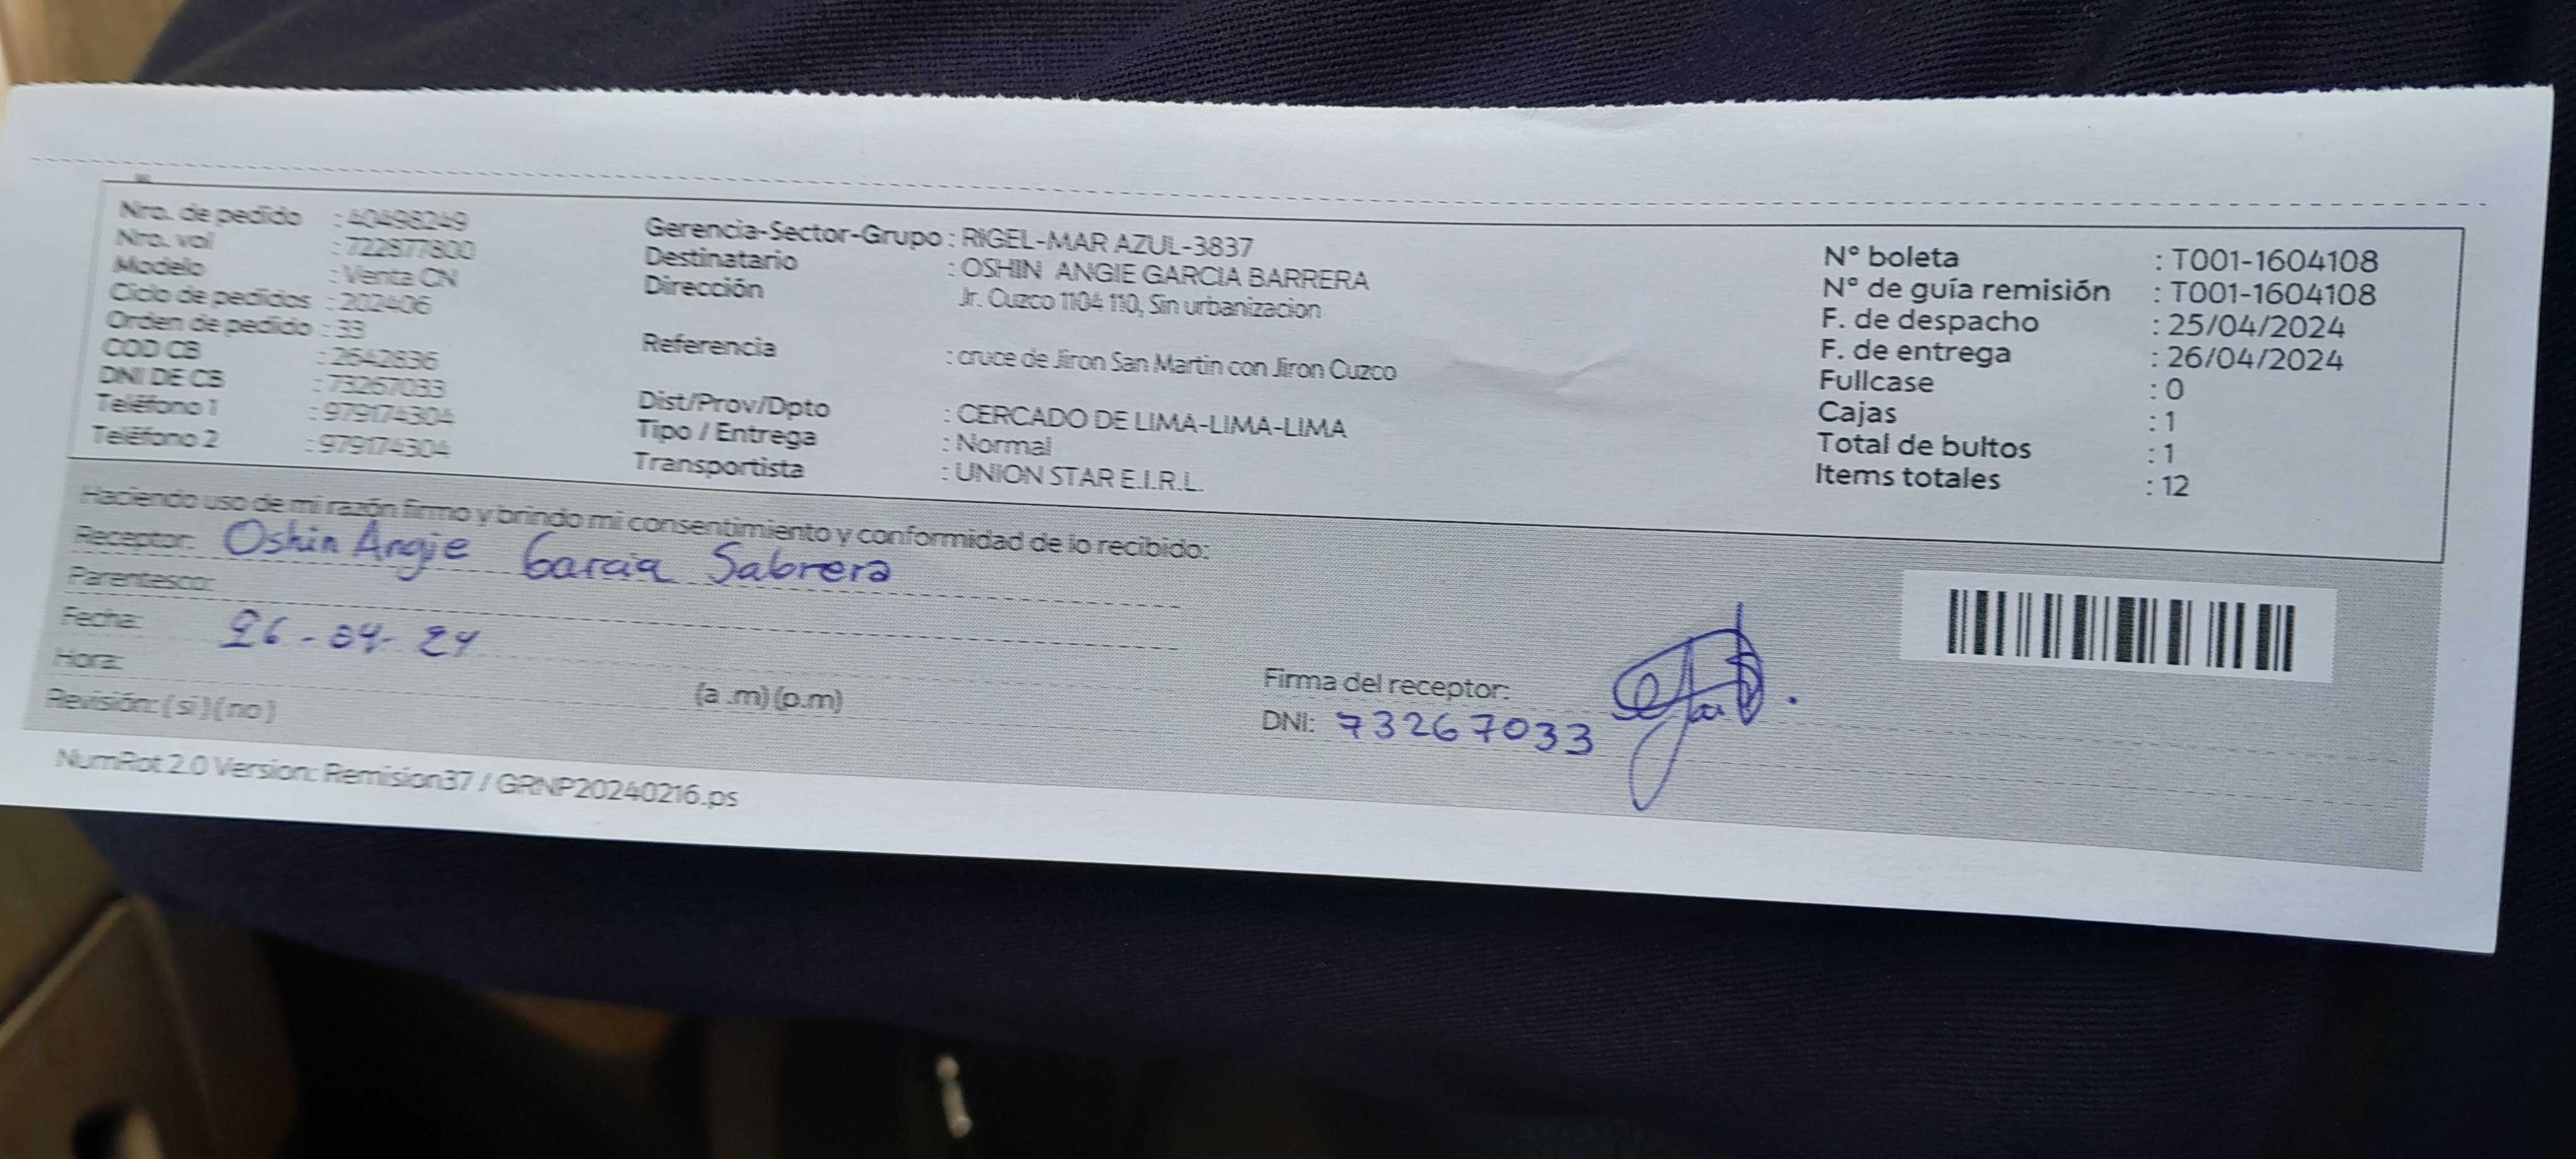 Nro. de pedido : 40498249
Nro. val : 722877800
Modelo : Venta CN
Ciclo de pedidos : 202406
Orden de pedido : 33
COD CB : 2642836
DNI DE CB : 73267033
Teléfono 1 : 979174304
Teléfono 2 : 979174304
Gerencia-Sector-Grupo : RIGEL-MAR AZUL-3837
Destinatario : OSHIN ANGIE GARCIA BARRERA
Dirección Jr. Cuzco 1104 110, Sin urbanizacion
Referencia : cruce de Jiron San Martin con Jiron Cuzco
Dist/Prov/Dpto : CERCADO DE LIMA-LIMA-LIMA
Tipo / Entrega : Normal
Transportista : UNION STAR E.I.R.L.
N° boleta : T001-1604108
N° de guía remisión : T001-1604108
F. de despacho : 25/04/2024
F. de entrega : 26/04/2024
Fullcase : 0
Cajas : 1
Total de bultos : 1
Items totales : 12
Haciendo uso de mi razón firmo y brindo mi consentimiento y conformidad de lo recibido:
Receptor: Oshin Angie Garcia Sabrera
Parentesco:
Fecha: 26-04-24
Hora: (a .m) (p.m)
Revisión: ( si ) ( no )
Firma del receptor:
DNI: 73267033
NumRot 2.0 Version: Remision37 / GRNP20240216.ps